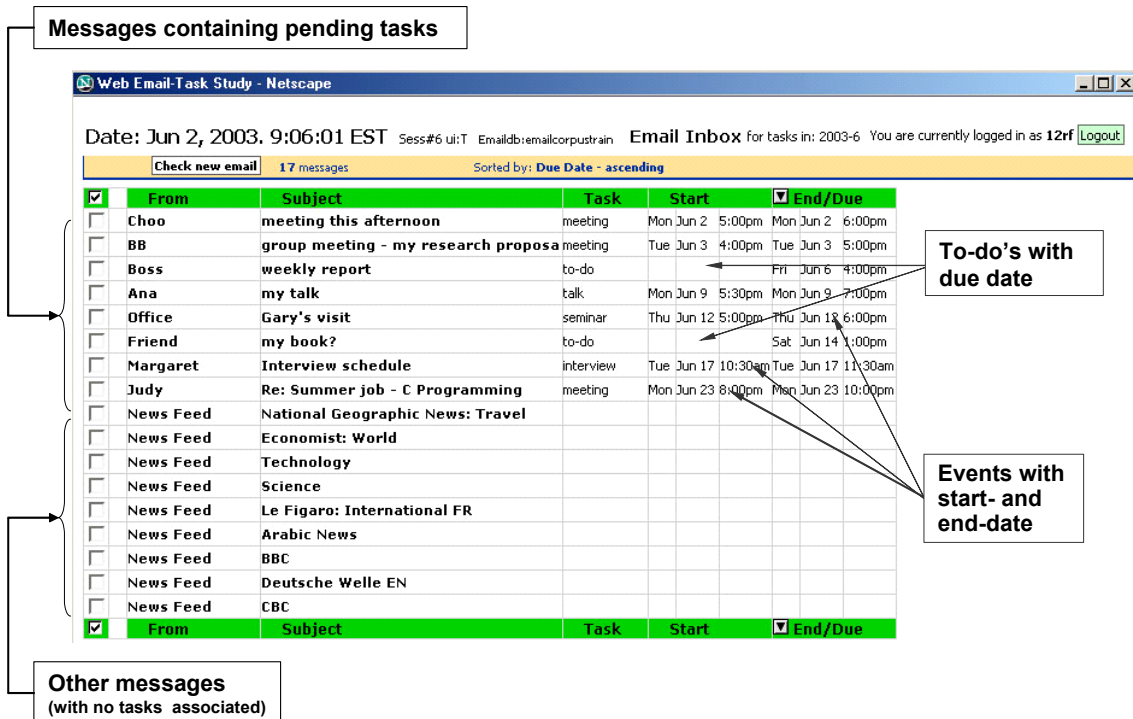 Messages containing pending tasks
Web Email-Task Study - Netscape
Date: Jun 2, 2003. 9:06:01 EST Sess#6 ui:T Emaildb:emailcorpustrain Email Inbox for tasks in: 2003-6 You are currently logged in as 12rf Logout
Check new email 17 messages Sorted by: Due Date - ascending
From Subject Task Start End/Due
Choo meeting this afternoon meeting Mon Jun 2 5:00pm Mon Jun 2 6:00pm
BB group meeting - my research proposa meeting Tue Jun 3 4:00pm Tue Jun 3 5:00pm
Boss weekly report to-do Fri Jun 6 4:00pm
Ana my talk talk Mon Jun 9 5:30pm Mon Jun 9 7:00pm
Office Gary's visit seminar Thu Jun 12 5:00pm Thu Jun 12 6:00pm
Friend my book? to-do Sat Jun 14 1:00pm
Margaret Interview schedule interview Tue Jun 17 10:30am Tue Jun 17 11:30am
Judy Re: Summer job - C Programming meeting Mon Jun 23 8:00pm Mon Jun 23 10:00pm
News Feed National Geographic News: Travel
News Feed Economist: World
News Feed Technology
News Feed Science
News Feed Le Figaro: International FR
News Feed Arabic News
News Feed BBC
News Feed Deutsche Welle EN
News Feed CBC
From Subject Task Start End/Due
To-do's with
due date
Events with
start- and
end-date
Other messages
(with no tasks associated)